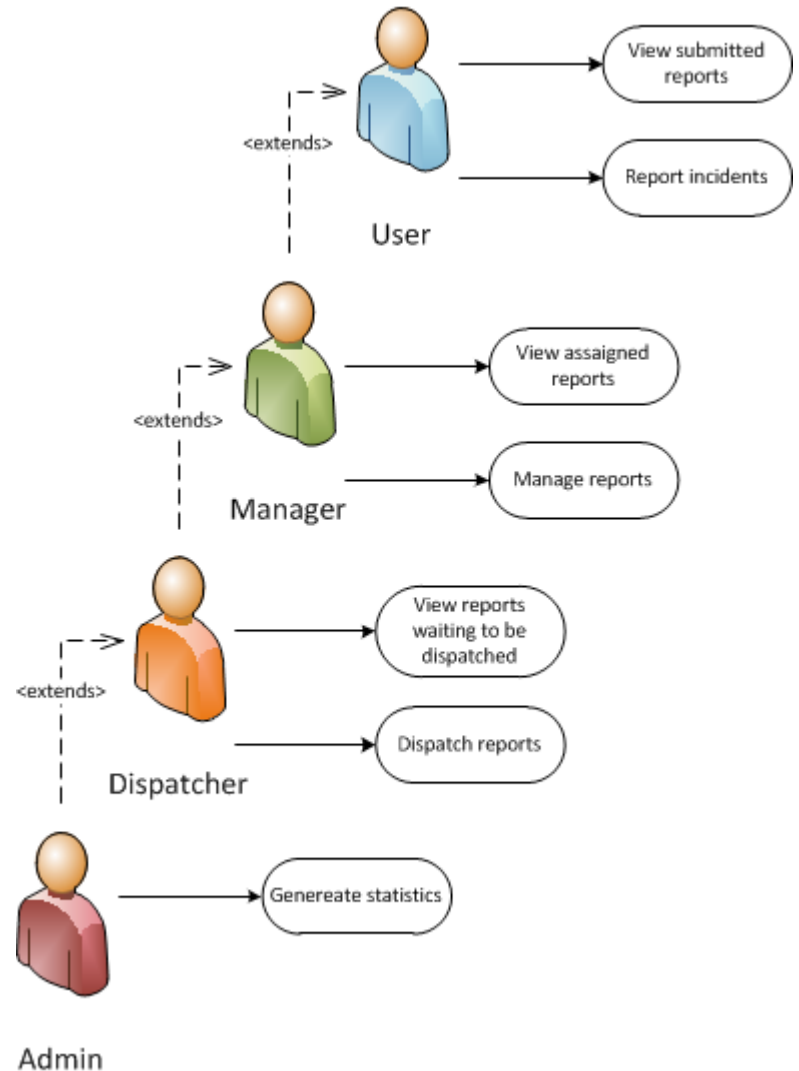 View submitted
reports
<extends>
Report incidents
User
View assaigned
reports
<extends>
Manage reports
Manager
View reports
waiting to be
dispatched
<extends>
Dispatch reports
Dispatcher
Genereate statistics
Admin